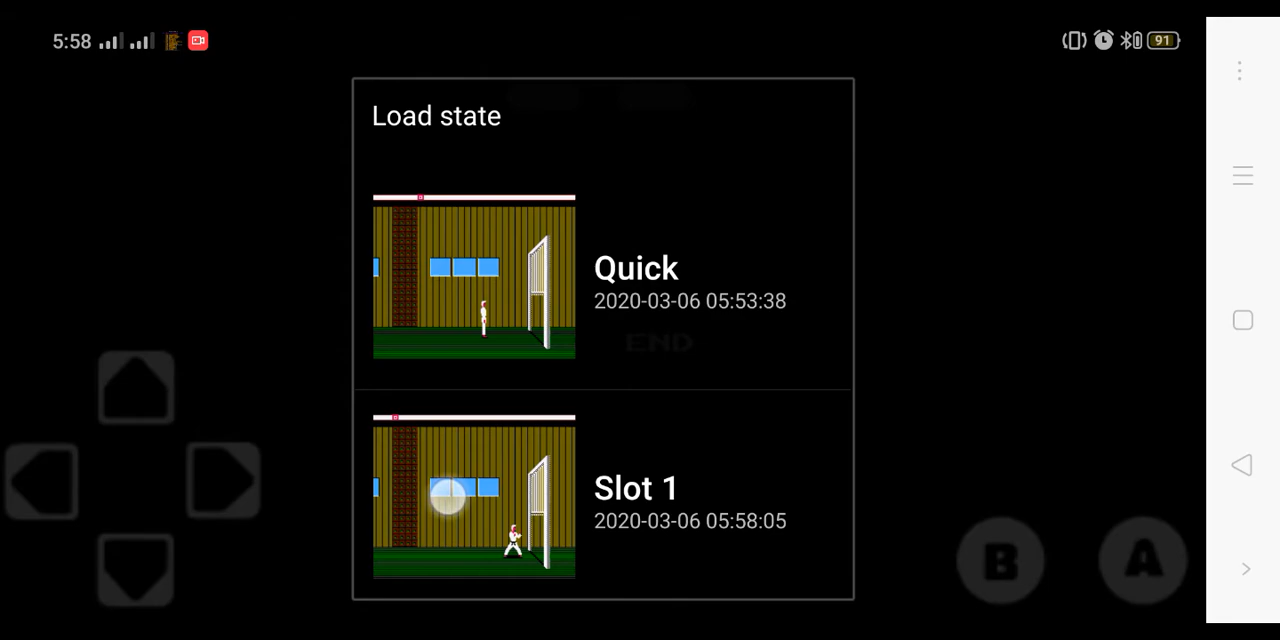 5:58
91
Load state
Quick
2020-03-06 05:53:38
END
Slot 1
2020-03-06 05:58:05
B A